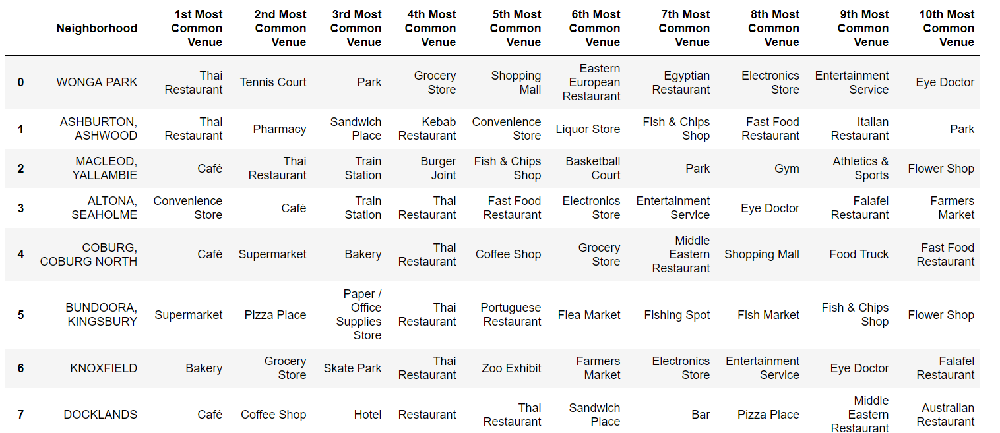 Neighborhood 1st Most Common Venue 2nd Most Common Venue 3rd Most Common Venue 4th Most Common Venue 5th Most Common Venue 6th Most Common Venue 7th Most Common Venue 8th Most Common Venue 9th Most Common Venue 10th Most Common Venue
0 WONGA PARK Thai Restaurant Tennis Court Park Grocery Store Shopping Mall Eastern European Restaurant Egyptian Restaurant Electronics Store Entertainment Service Eye Doctor
1 ASHBURTON, ASHWOOD Thai Restaurant Pharmacy Sandwich Place Kebab Restaurant Convenience Store Liquor Store Fish & Chips Shop Fast Food Restaurant Italian Restaurant Park
2 MACLEOD, YALLAMBIE Café Thai Restaurant Train Station Burger Joint Fish & Chips Shop Basketball Court Park Gym Athletics & Sports Flower Shop
3 ALTONA, SEAHOLME Convenience Store Café Train Station Thai Restaurant Fast Food Restaurant Electronics Store Entertainment Service Eye Doctor Falafel Restaurant Farmers Market
4 COBURG, COBURG NORTH Café Supermarket Bakery Thai Restaurant Coffee Shop Grocery Store Middle Eastern Restaurant Shopping Mall Food Truck Fast Food Restaurant
5 BUNDOORA, KINGSBURY Supermarket Pizza Place Paper / Office Supplies Store Thai Restaurant Portuguese Restaurant Flea Market Fishing Spot Fish Market Fish & Chips Shop Flower Shop
6 KNOXFIELD Bakery Grocery Store Skate Park Thai Restaurant Zoo Exhibit Farmers Market Electronics Store Entertainment Service Eye Doctor Falafel Restaurant
7 DOCKLANDS Café Coffee Shop Hotel Restaurant Thai Restaurant Sandwich Place Bar Pizza Place Middle Eastern Restaurant Australian Restaurant